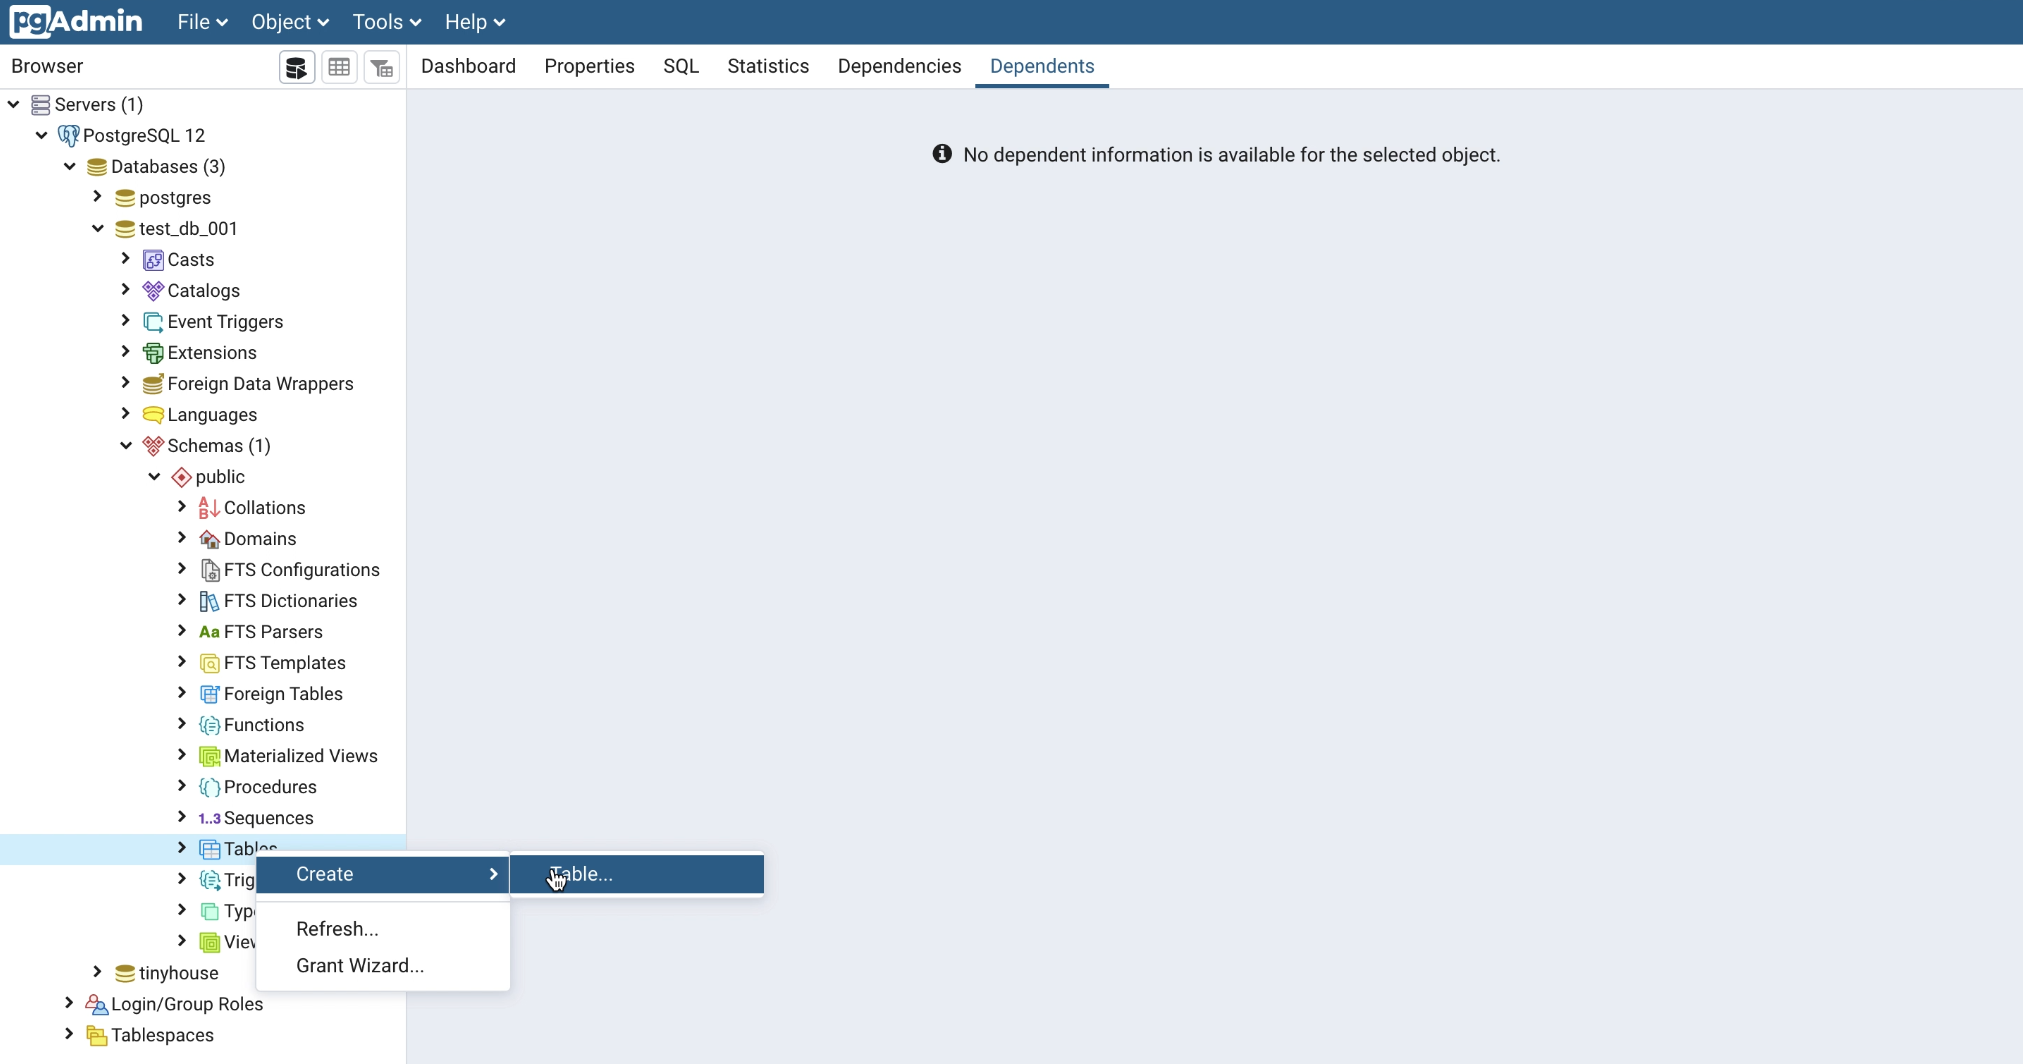 pgAdmin File Object Tools Help
Browser
Dashboard Properties SQL Statistics Dependencies Dependents
Servers (1)
PostgreSQL 12
Databases (3)
postgres
test_db_001
Casts
Catalogs
Event Triggers
Extensions
Foreign Data Wrappers
Languages
Schemas (1)
public
Collations
Domains
FTS Configurations
FTS Dictionaries
Aa FTS Parsers
FTS Templates
Foreign Tables
Functions
Materialized Views
Procedures
1..3 Sequences
Tables
Trig
Type
View
tinyhouse
Login/Group Roles
Tablespaces
Create
Refresh...
Grant Wizard...
Table...
No dependent information is available for the selected object.